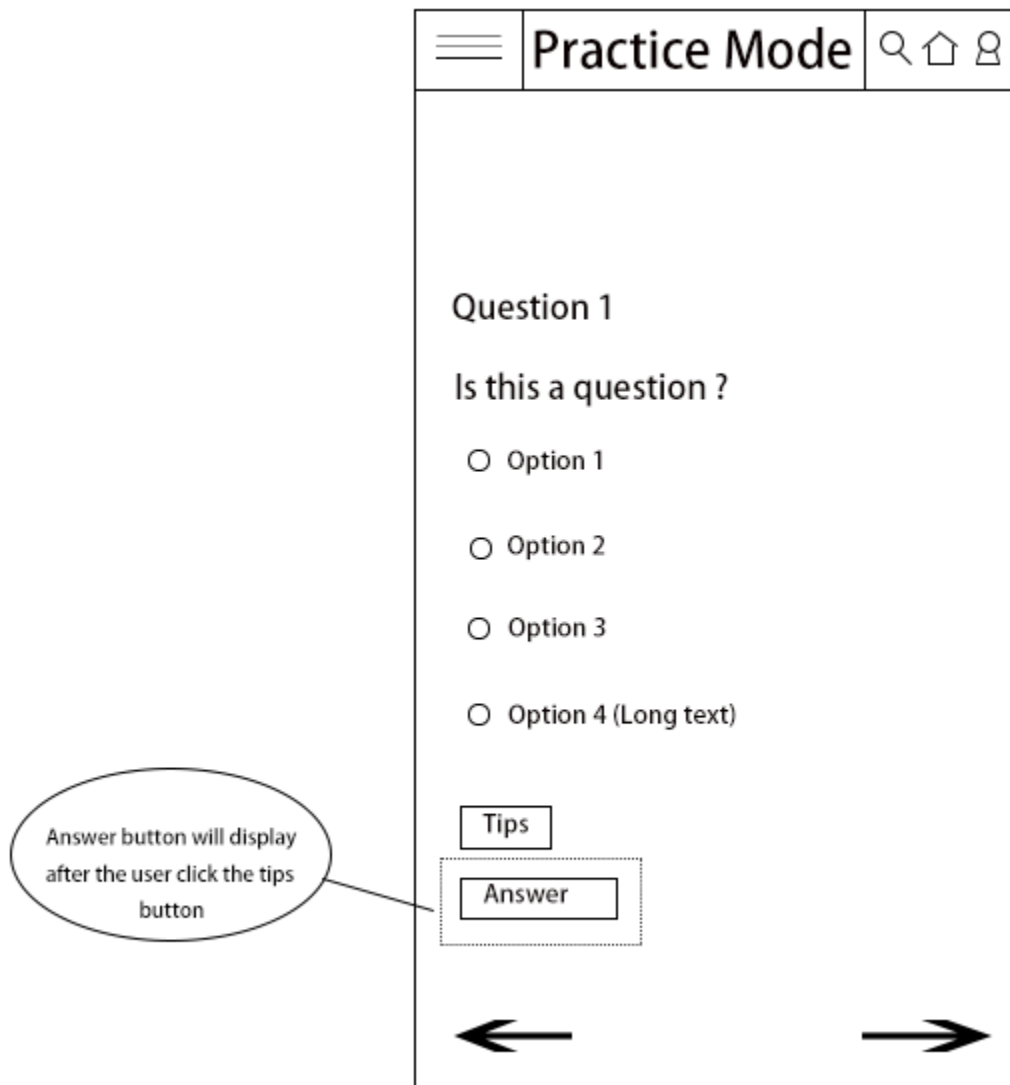 Practice Mode
Question 1
Is this a question ?
Option 1
Option 2
Option 3
Option 4 (Long text)
Tips
Answer
Answer button will display
after the user click the tips
button